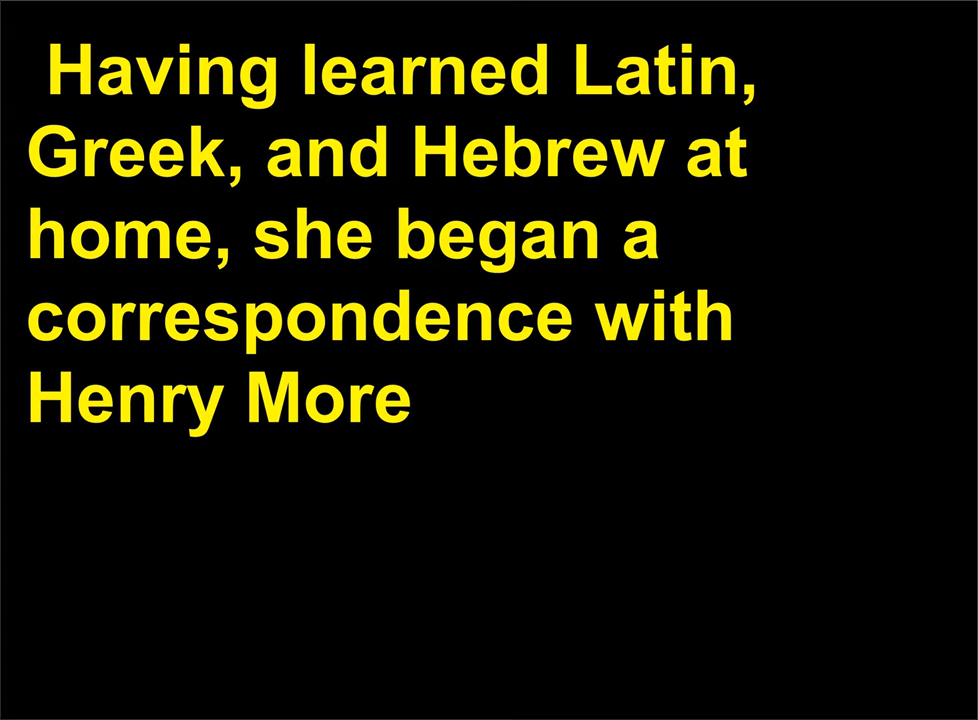 Having learned Latin,
Greek, and Hebrew at
home, she began a
correspondence with
Henry More